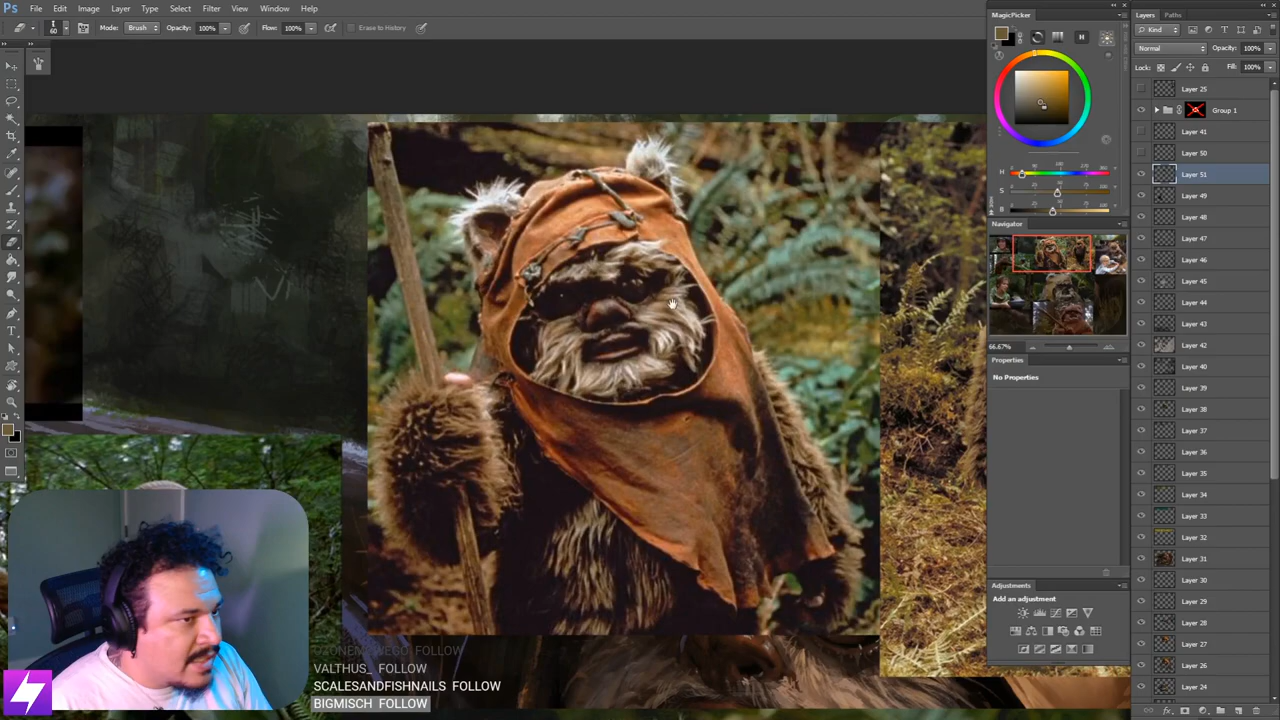 Ps File Edit Image Layer Type Select Filter View Window Help
60 Mode: Brush Opacity: 100% Flow: 100% Erase to History
MagicPicker
H
H
S
B
Navigator
66.67%
Properties
No Properties
Adjustments
Add an adjustment
Layers Paths
Kind
Normal Opacity: 100%
Lock: Fill: 100%
Layer 25
Group 1
Layer 41
Layer 50
Layer 51
Layer 49
Layer 48
Layer 47
Layer 46
Layer 45
Layer 44
Layer 43
Layer 42
Layer 40
Layer 39
Layer 38
Layer 37
Layer 36
Layer 35
Layer 34
Layer 33
Layer 32
Layer 31
Layer 30
Layer 29
Layer 28
Layer 27
Layer 26
Layer 24
FOLLOW
VALTHUS_ FOLLOW
SCALESANDFISHNAILS FOLLOW
BIGMISCH FOLLOW